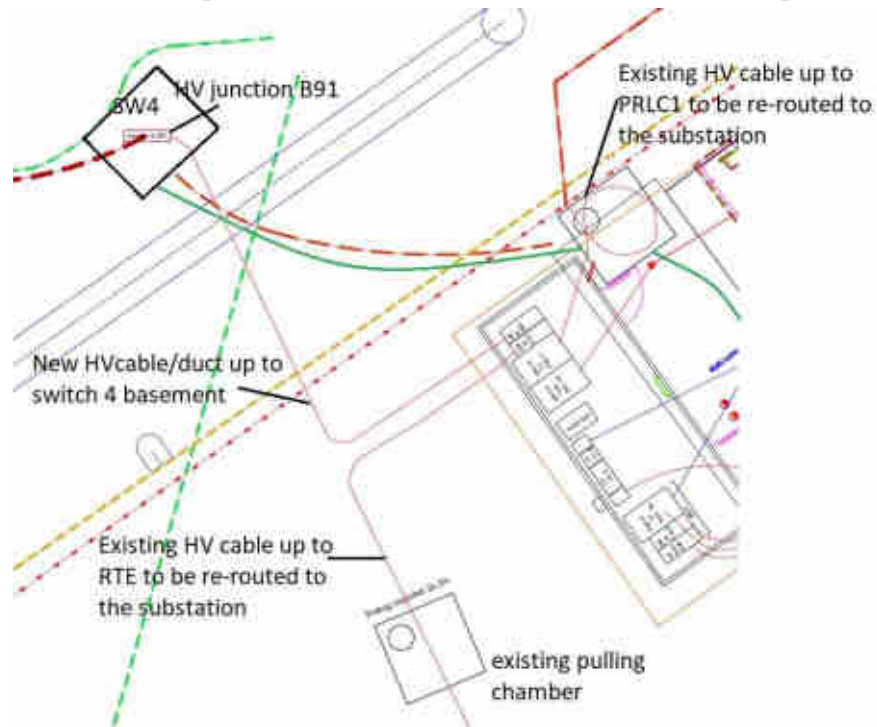 HV junction B91
SW4
Existing HV cable up to
PRLC1 to be re-routed to
the substation
New HVcable/duct up to
switch 4 basement
Existing HV cable up to
RTE to be re-routed to
the substation
existing pulling
chamber